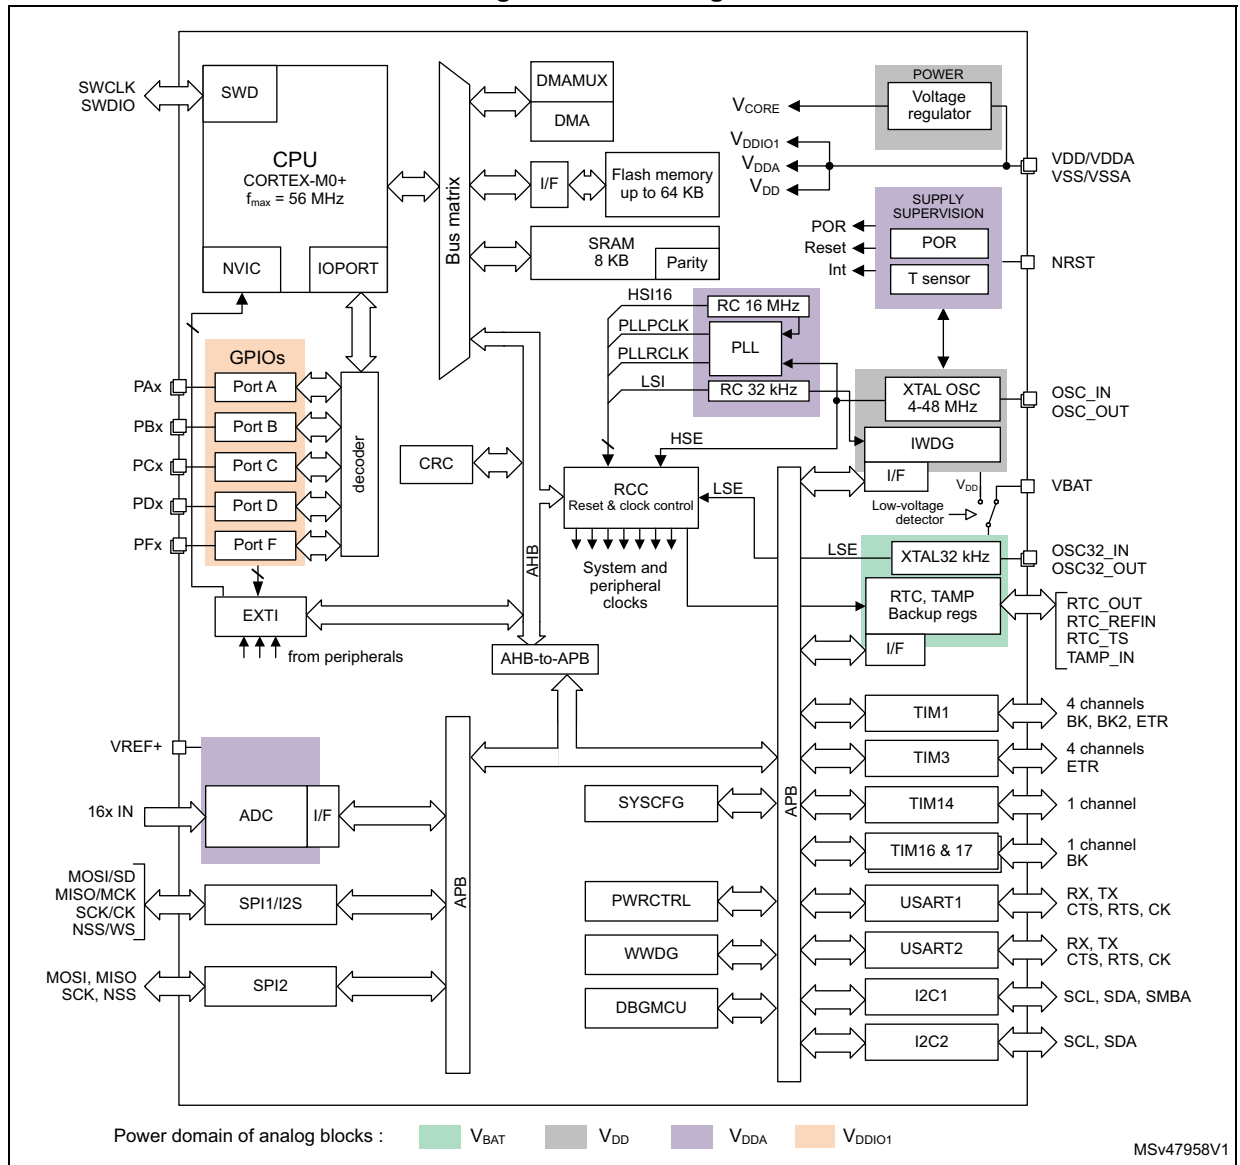 SWCLK
SWDIO
SWD
CPU
CORTEX-M0+
fmax = 56 MHz
NVIC
IOPORT
Bus matrix
DMAMUX
DMA
I/F
Flash memory
up to 64 KB
SRAM
8 KB
Parity
POWER
Voltage
regulator
VCORE
VDDIO1
VDDA
VDD
VDD/VDDA
VSS/VSSA
SUPPLY
SUPERVISION
POR
T sensor
POR
Reset
Int
NRST
HSI16
PLLPCLK
PLLRCLK
LSI
RC 16 MHz
PLL
RC 32 kHz
XTAL OSC
4-48 MHz
IWDG
I/F
OSC_IN
OSC_OUT
HSE
GPIOs
PAx
Port A
PBx
Port B
PCx
Port C
PDx
Port D
PFx
Port F
decoder
CRC
RCC
Reset & clock control
LSE
System and
peripheral
clocks
VDD
Low-voltage
detector
VBAT
LSE
XTAL32 kHz
OSC32_IN
OSC32_OUT
RTC, TAMP
Backup regs
I/F
RTC_OUT
RTC_REFIN
RTC_TS
TAMP_IN
EXTI
from peripherals
AHB
AHB-to-APB
VREF+
16x IN
ADC
I/F
MOSI/SD
MISO/MCK
SCK/CK
NSS/WS
SPI1/I2S
MOSI, MISO
SCK, NSS
SPI2
APB
SYSCFG
PWRCTRL
WWDG
DBGMCU
APB
TIM1
4 channels
BK, BK2, ETR
TIM3
4 channels
ETR
TIM14
1 channel
TIM16 & 17
1 channel
BK
USART1
RX, TX
CTS, RTS, CK
USART2
RX, TX
CTS, RTS, CK
I2C1
SCL, SDA, SMBA
I2C2
SCL, SDA
Power domain of analog blocks :
VBAT
VDD
VDDA
VDDIO1
MSv47958V1